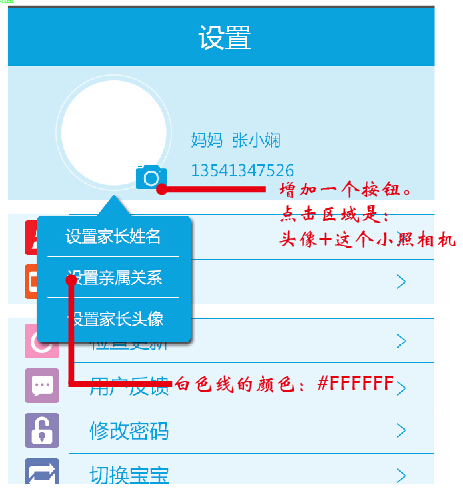 设置
妈妈 张小娴
13541347526
增加一个按钮。
点击区域是：
头像+这个小照相机
设置家长姓名
设置亲属关系
设置家长头像
检查更新
白色线的颜色：#FFFFFF
用户反馈
修改密码
切换宝宝